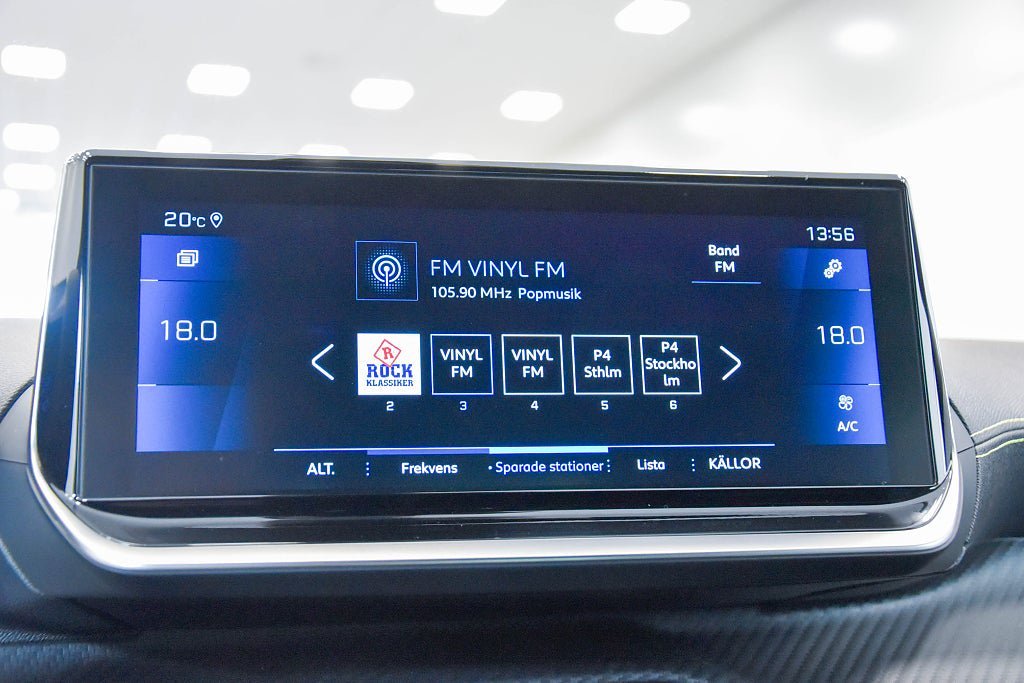 20°C
13:56
FM VINYL FM
105.90 MHz Popmusik
Band
FM
18.0
18.0
R
ROCK
KLASSIKER
VINYL
FM
VINYL
FM
P4
Sthlm
P4
Stockho
lm
2
3
4
5
6
A/C
ALT.
Frekvens
Sparade stationer
Lista
KÄLLOR